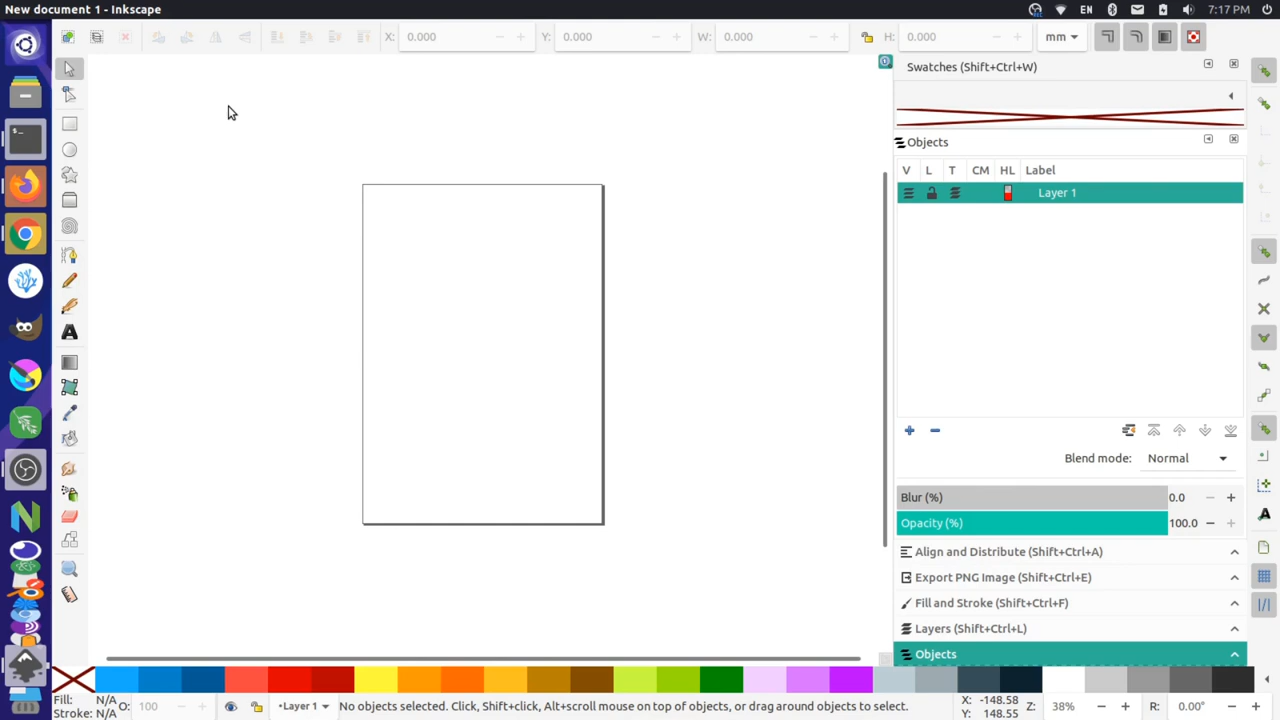 New document 1 - Inkscape
EN
7:17 PM
X: 0.000 Y: 0.000 W: 0.000 H: 0.000 mm
Swatches (Shift+Ctrl+W)
Objects
V L T CM HL Label
Layer 1
Blend mode: Normal
Blur (%) 0.0
Opacity (%) 100.0
Align and Distribute (Shift+Ctrl+A)
Export PNG Image (Shift+Ctrl+E)
Fill and Stroke (Shift+Ctrl+F)
Layers (Shift+Ctrl+L)
Objects
Fill: N/A O: 100 •Layer 1 No objects selected. Click, Shift+click, Alt+scroll mouse on top of objects, or drag around objects to select. X: -148.58 Z: 38% R: 0.00°
Stroke: N/A Y: 148.55